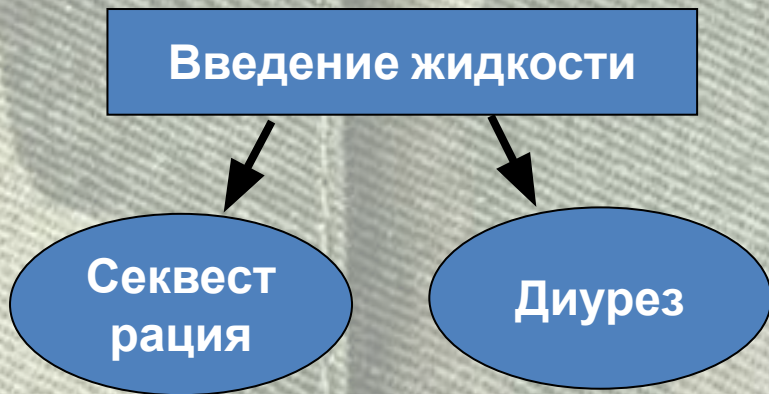 Введение жидкости
Секвест
рация
Диурез